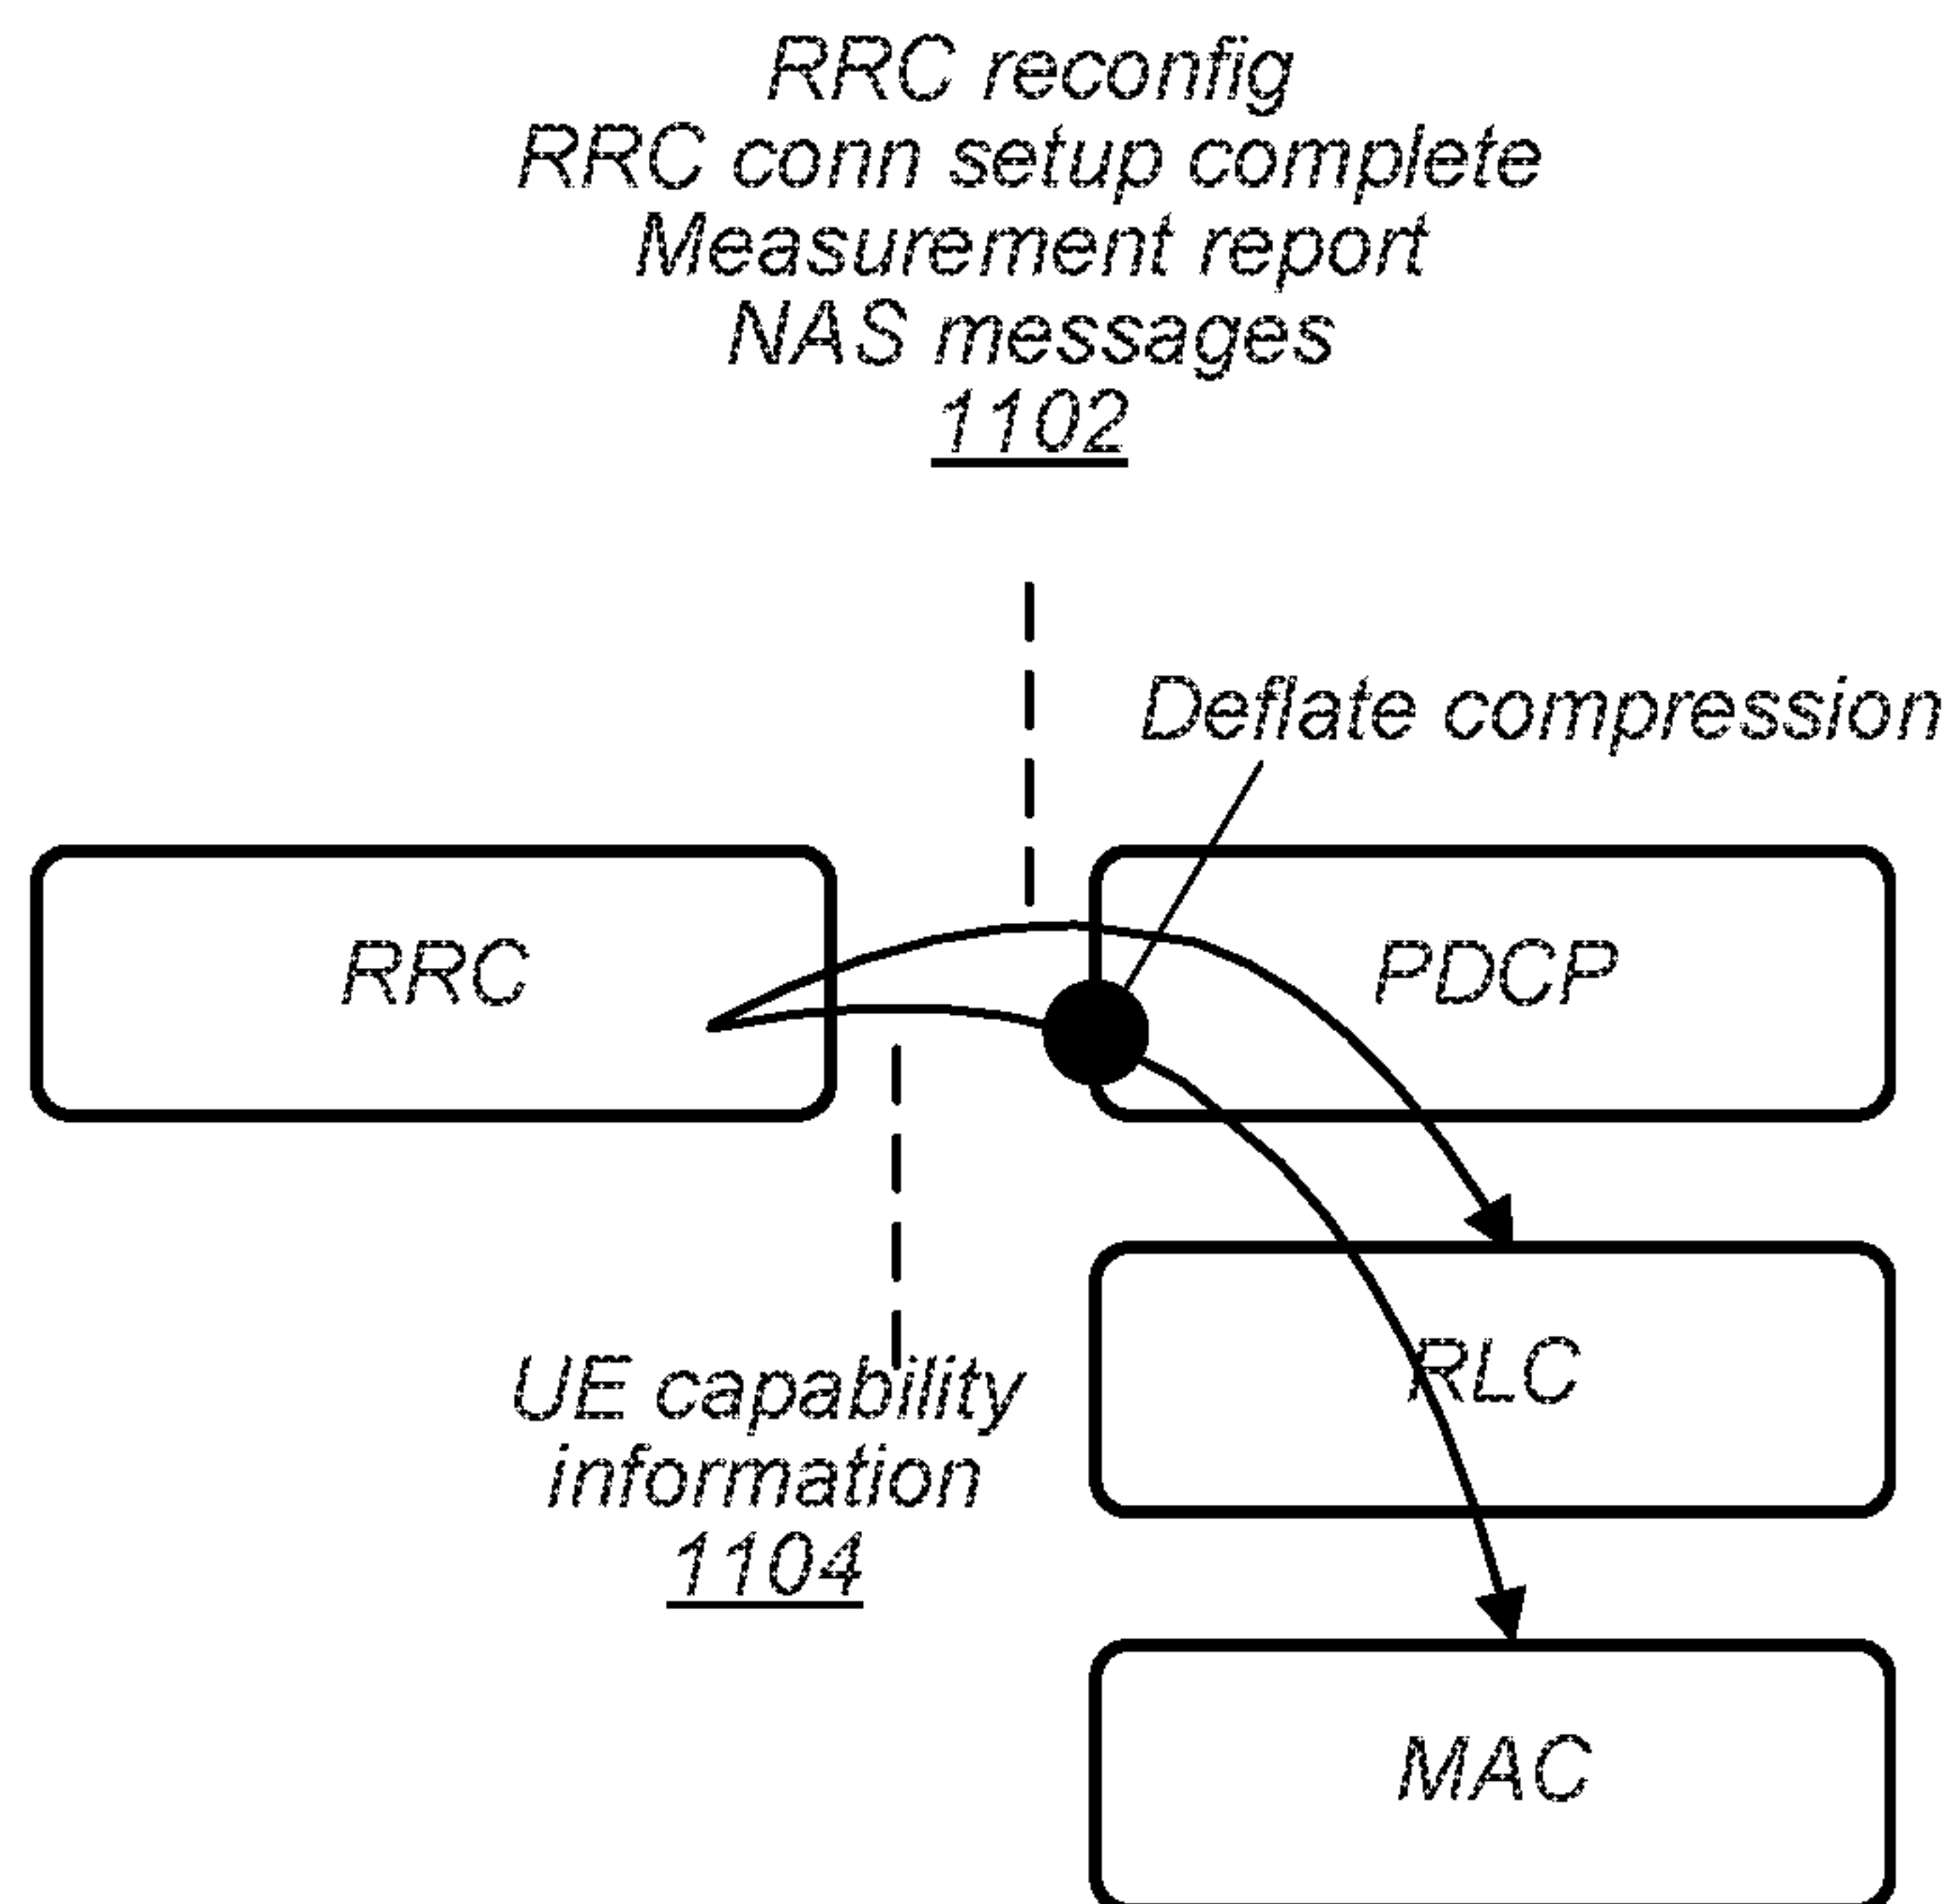 RRC reconfig
RRC conn setup complete
Measurement report
NAS messages
1102
Deflate compression
RRC
PDCP
UE capability
information
1104
RLC
MAC